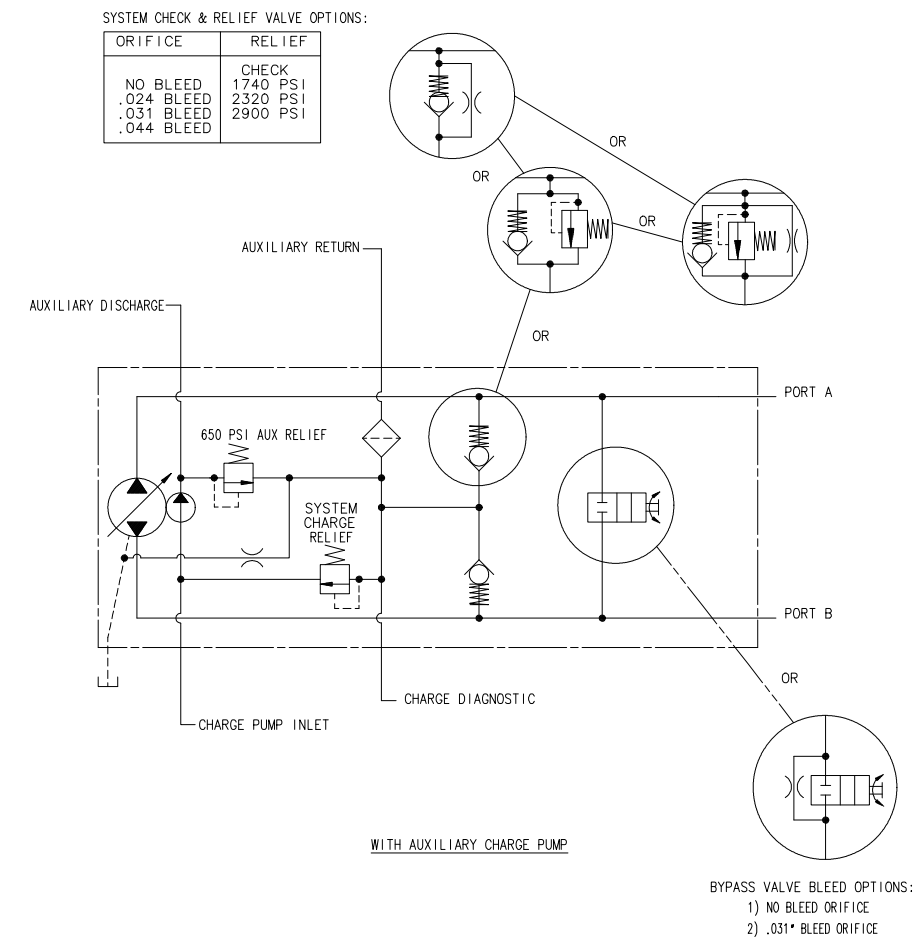 SYSTEM CHECK & RELIEF VALVE OPTIONS:
ORIFICE RELIEF
CHECK
NO BLEED 1740 PSI
.024 BLEED 2320 PSI
.031 BLEED 2900 PSI
.044 BLEED
OR
OR
OR
AUXILIARY RETURN
AUXILIARY DISCHARGE
OR
PORT A
650 PSI AUX RELIEF
SYSTEM
CHARGE
RELIEF
PORT B
OR
CHARGE DIAGNOSTIC
CHARGE PUMP INLET
WITH AUXILIARY CHARGE PUMP
BYPASS VALVE BLEED OPTIONS:
1) NO BLEED ORIFICE
2) .031" BLEED ORIFICE